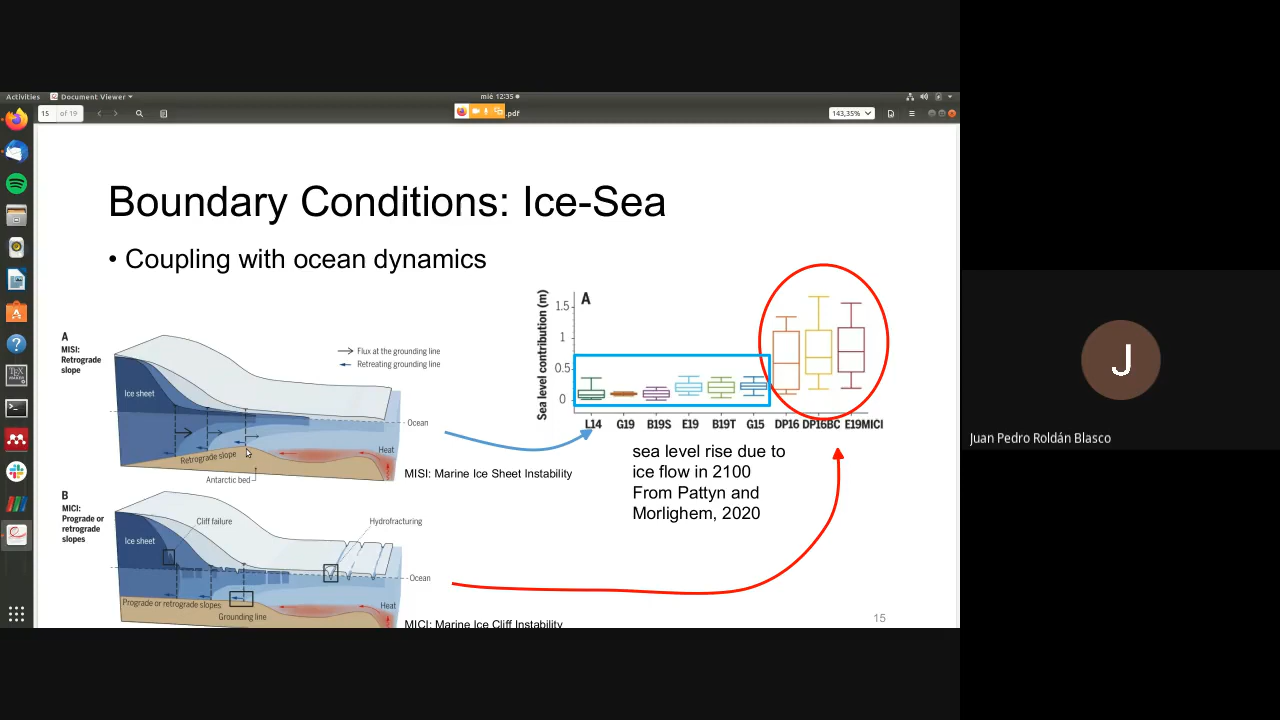 Activities
Document Viewer
mié 12:35
15 of 19
.pdf
143,35%
Boundary Conditions: Ice-Sea
• Coupling with ocean dynamics
A
MISI:
Retrograde
slope
Flux at the grounding line
Retreating grounding line
Ice sheet
Ocean
Retrograde slope
Heat
Antarctic bed
MISI: Marine Ice Sheet Instability
B
MICI:
Prograde or
retrograde
slopes
Cliff failure
Hydrofracturing
Ice sheet
Ocean
Prograde or retrograde slopes
Heat
Grounding line
MICI: Marine Ice Cliff Instability
A
Sea level contribution (m)
1.5
1
0.5
0
L14 G19 B19S E19 B19T G15 DP16 DP16BC E19MICI
sea level rise due to
ice flow in 2100
From Pattyn and
Morlighem, 2020
15
J
Juan Pedro Roldán Blasco